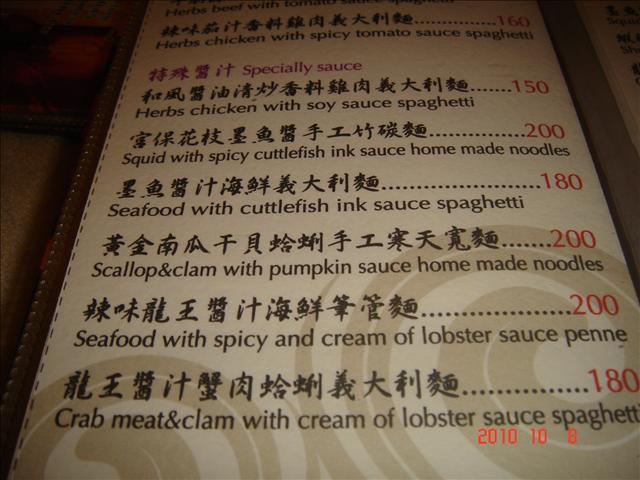 Herbs beef with tomato sauce spaghetti
辣味茄汁香料雞肉義大利麵..............160
Herbs chicken with spicy tomato sauce spaghetti
特殊醬汁 Specially sauce
和風醬油清炒香料雞肉義大利麵......150
Herbs chicken with soy sauce spaghetti
宮保花枝墨魚醬手工竹碳麵..............200
Squid with spicy cuttlefish ink sauce home made noodles
墨魚醬汁海鮮義大利麵.......................180
Seafood with cuttlefish ink sauce spaghetti
黃金南瓜干貝蛤蜊手工寒天寬麵.......200
Scallop&clam with pumpkin sauce home made noodles
辣味龍王醬汁海鮮筆管麵.....................200
Seafood with spicy and cream of lobster sauce penne
龍王醬汁蟹肉蛤蜊義大利麵.................180
Crab meat&clam with cream of lobster sauce spaghetti
2010 10 8